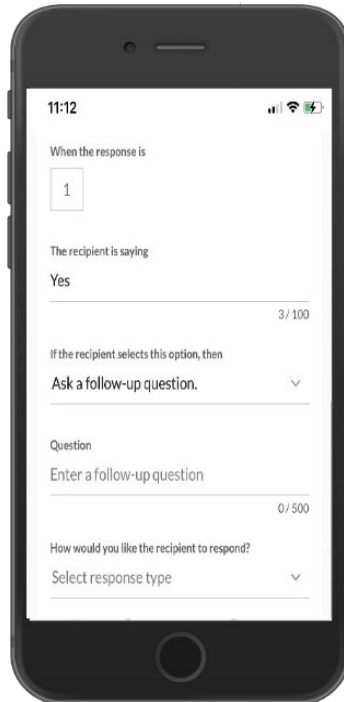 11:12
When the response is
1
The recipient is saying
Yes
3 / 100
If the recipient selects this option, then
Ask a follow-up question.
Question
Enter a follow-up question
0 / 500
How would you like the recipient to respond?
Select response type